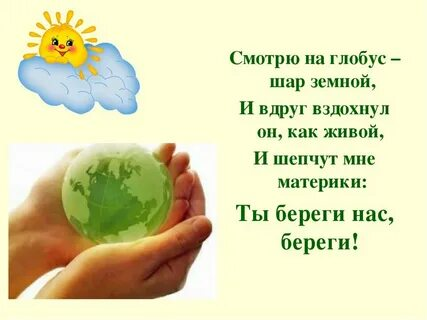 Смотрю на глобус –
шар земной,
И вдруг вздохнул
он, как живой,
И шепчут мне
материки:
Ты береги нас,
береги!